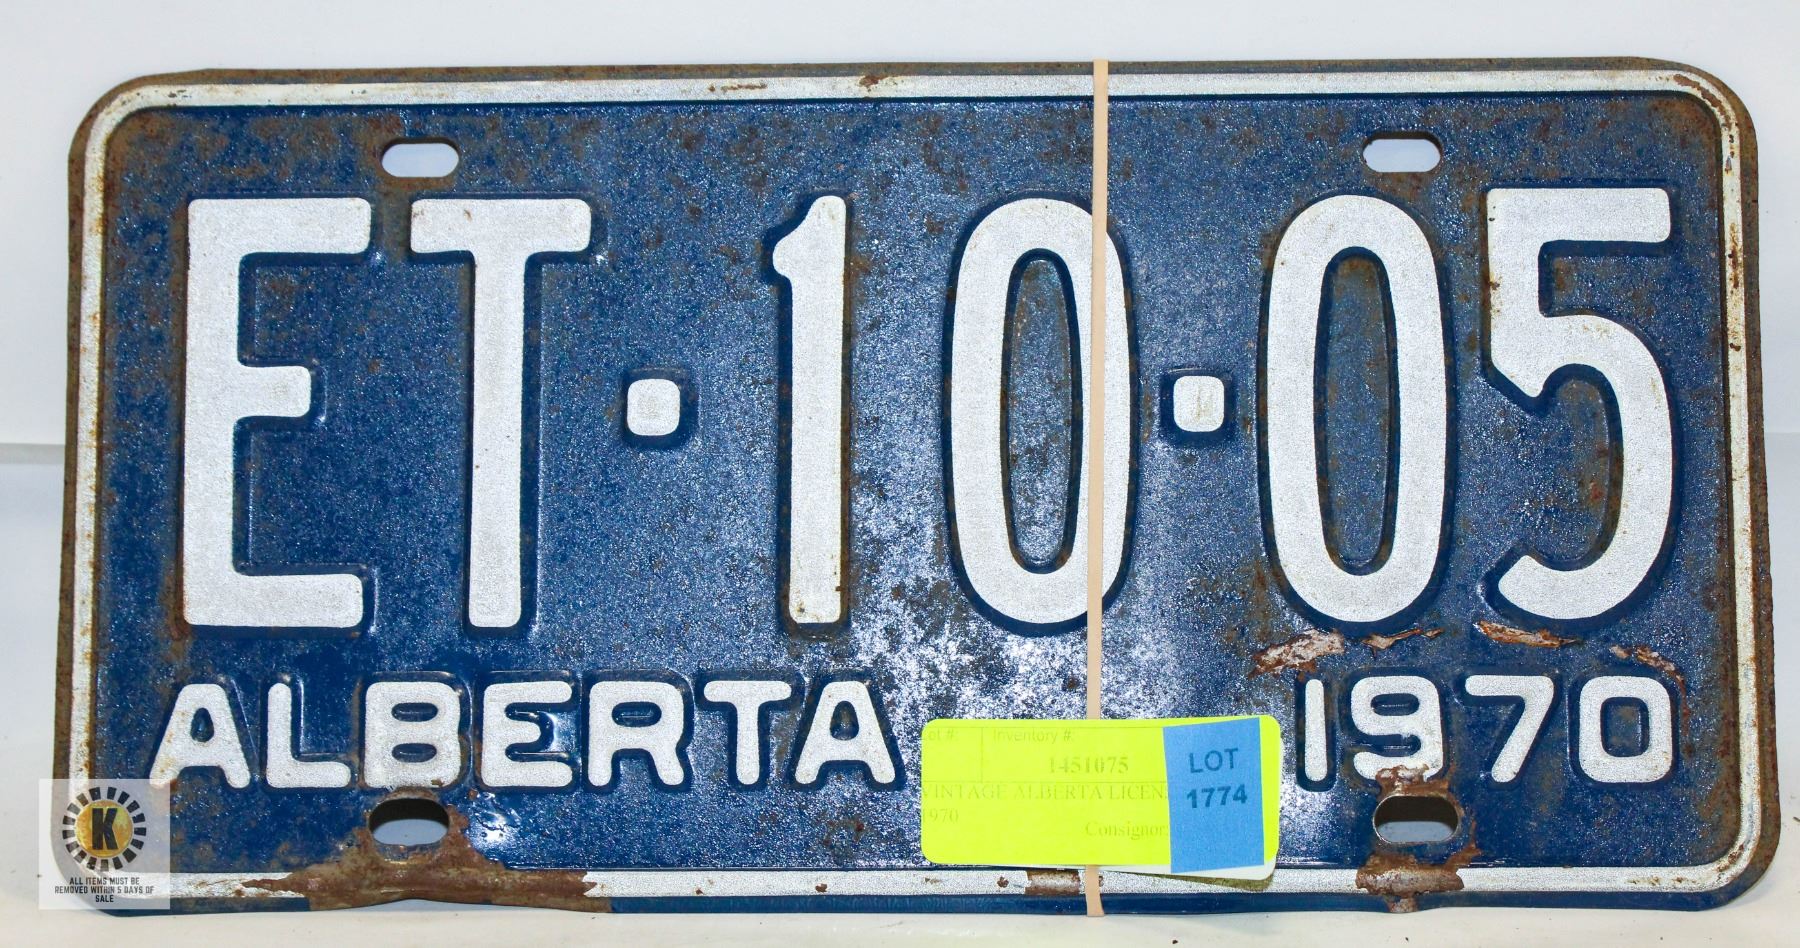 ET·10·05
ALBERTA 1970
Lot #: Inventory #:
1451075
VINTAGE ALBERTA
1970
Consignor:
LOT
1774
K
ALL ITEMS MUST BE
REMOVED WITHIN 5 DAYS OF
SALE